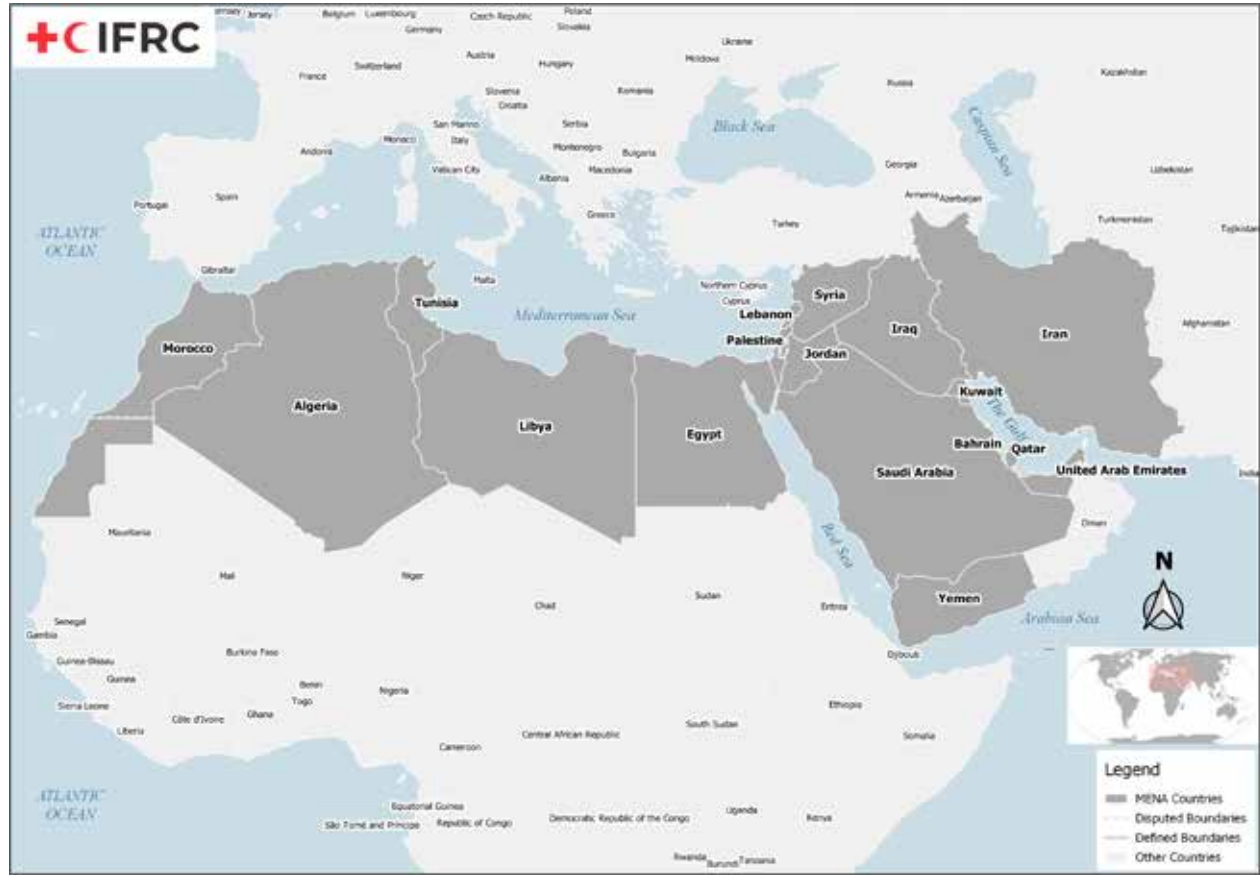 IFRC
Jersey
Belgium
Luxembourg
Czech Republic
Poland
Slovakia
Germany
Ukraine
France
Switzerland
Austria
Hungary
Moldova
Russia
Kazakhstan
Slovenia
Croatia
Romania
San Marino
Italy
Serbia
Black Sea
Caspian Sea
Monaco
Andorra
Montenegro
Bulgaria
Georgia
Uzbekistan
Vatican City
Albania
Macedonia
Portugal
Spain
Greece
Turkey
Armenia
Azerbaijan
Turkmenistan
Tajikistan
ATLANTIC
OCEAN
Gibraltar
Malta
Northern Cyprus
Cyprus
Syria
Tunisia
Mediterranean Sea
Lebanon
Iraq
Iran
Afghanistan
Morocco
Palestine
Jordan
Algeria
Kuwait
The Gulf
Libya
Egypt
Bahrain
Qatar
Saudi Arabia
United Arab Emirates
Oman
Mauritania
Red Sea
N
Mali
Niger
Chad
Sudan
Eritrea
Yemen
Arabian Sea
Senegal
Gambia
Guinea-Bissau
Guinea
Burkina Faso
Djibouti
Benin
Togo
Nigeria
Sierra Leone
Liberia
Côte d'Ivoire
Ghana
Cameroon
Central African Republic
South Sudan
Ethiopia
Somalia
ATLANTIC
OCEAN
Equatorial Guinea
São Tomé and Príncipe
Republic of Congo
Democratic Republic of the Congo
Uganda
Kenya
Rwanda
Burundi
Tanzania
Legend
MENA Countries
Disputed Boundaries
Defined Boundaries
Other Countries